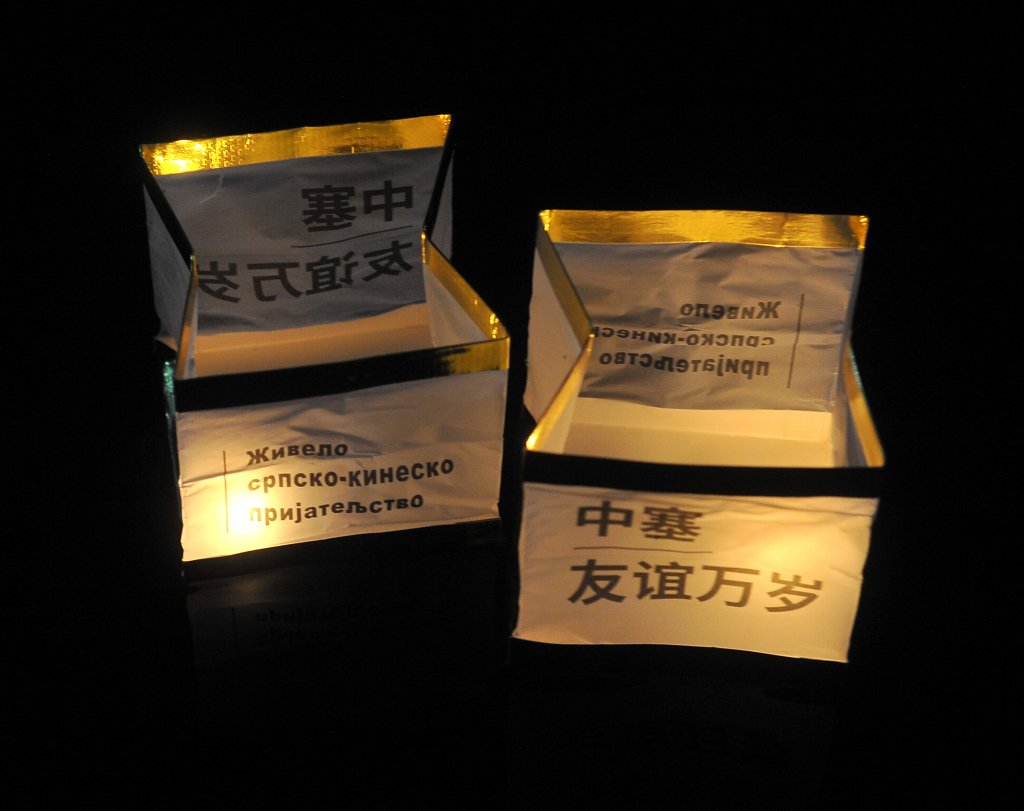 中塞
友谊万岁
Живело
српско-кинеско
пријатељство
Живело
српско-кинеско
пријатељство
中塞
友谊万岁